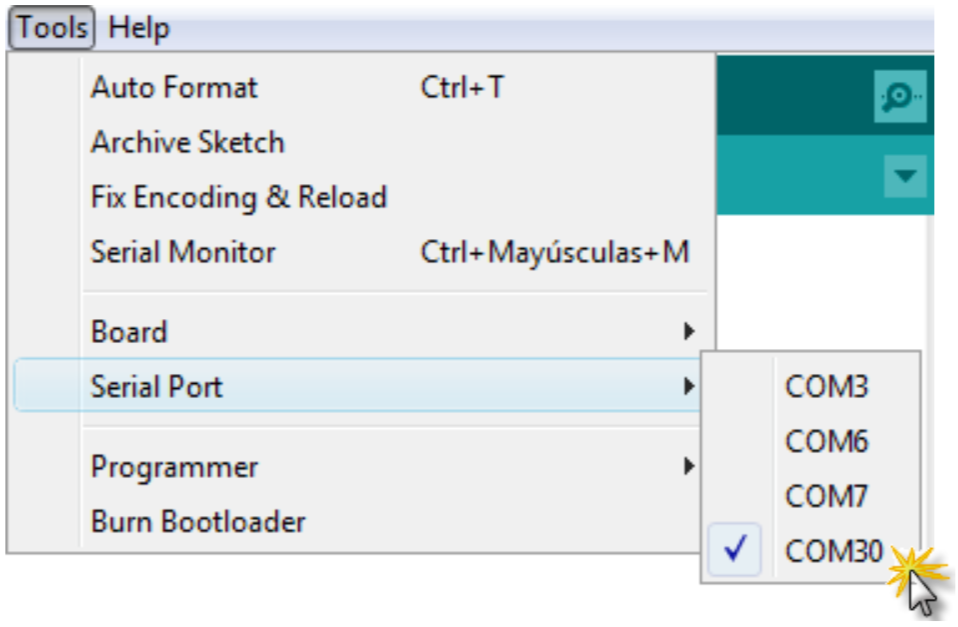 Tools Help
Auto Format Ctrl+T
Archive Sketch
Fix Encoding & Reload
Serial Monitor Ctrl+Mayúsculas+M
Board
Serial Port
Programmer
Burn Bootloader
COM3
COM6
COM7
COM30